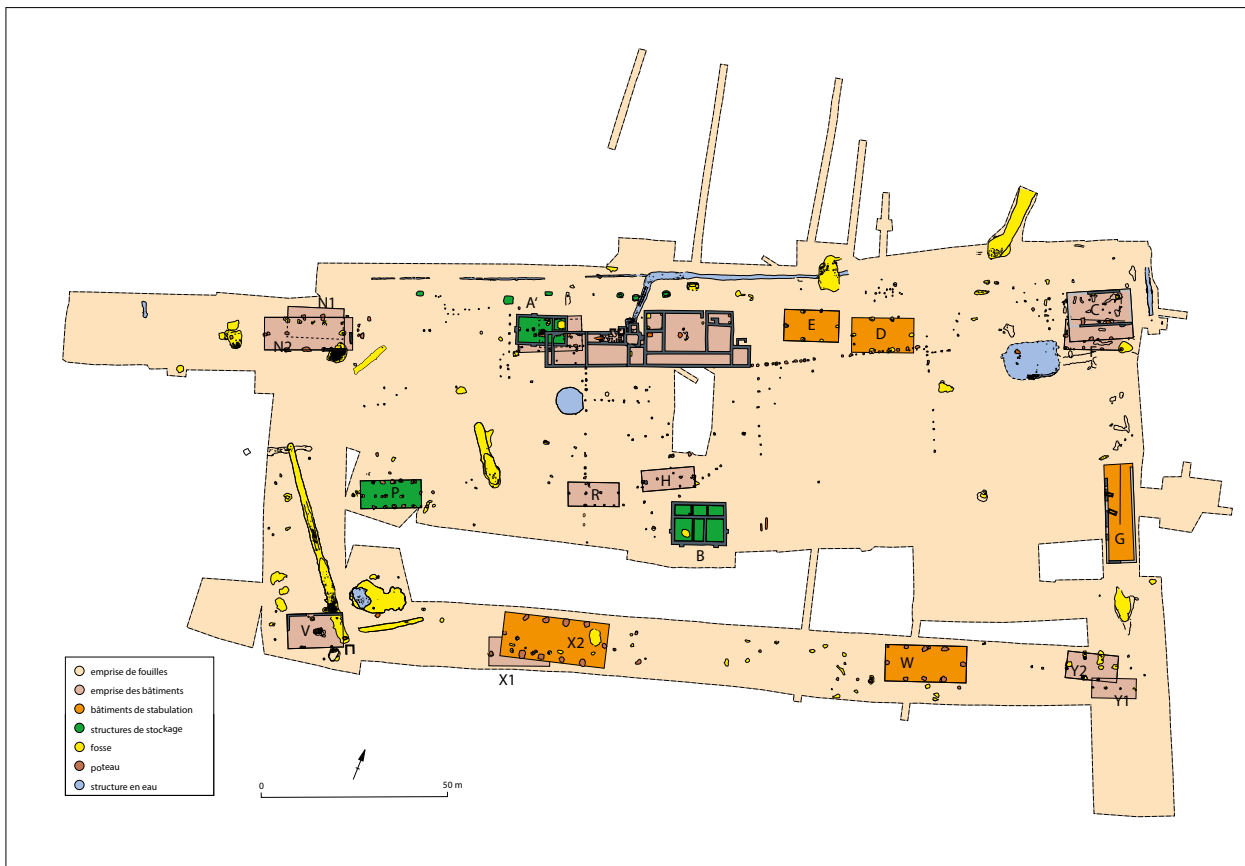 N1
A'
C
E
D
N2
F
P
R
H
G
B
V
X2
W
Y2
X1
Y1
emprise de fouilles
emprise des bâtiments
bâtiments de stabulation
structures de stockage
fosse
poteau
structure en eau
0 50 m